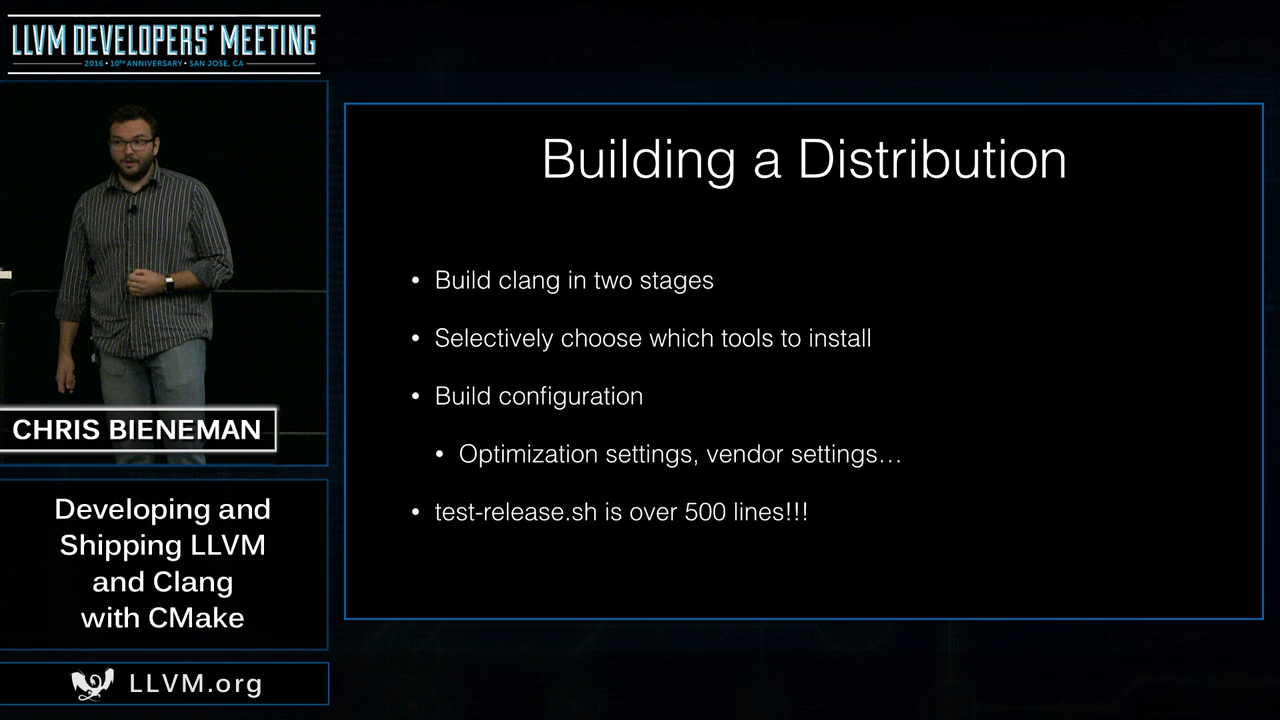 LLVM DEVELOPERS' MEETING
2016 • 10TH ANNIVERSARY • SAN JOSE, CA
CHRIS BIENEMAN
Developing and
Shipping LLVM
and Clang
with CMake
LLVM.org
Building a Distribution
• Build clang in two stages
• Selectively choose which tools to install
• Build configuration
• Optimization settings, vendor settings…
• test-release.sh is over 500 lines!!!